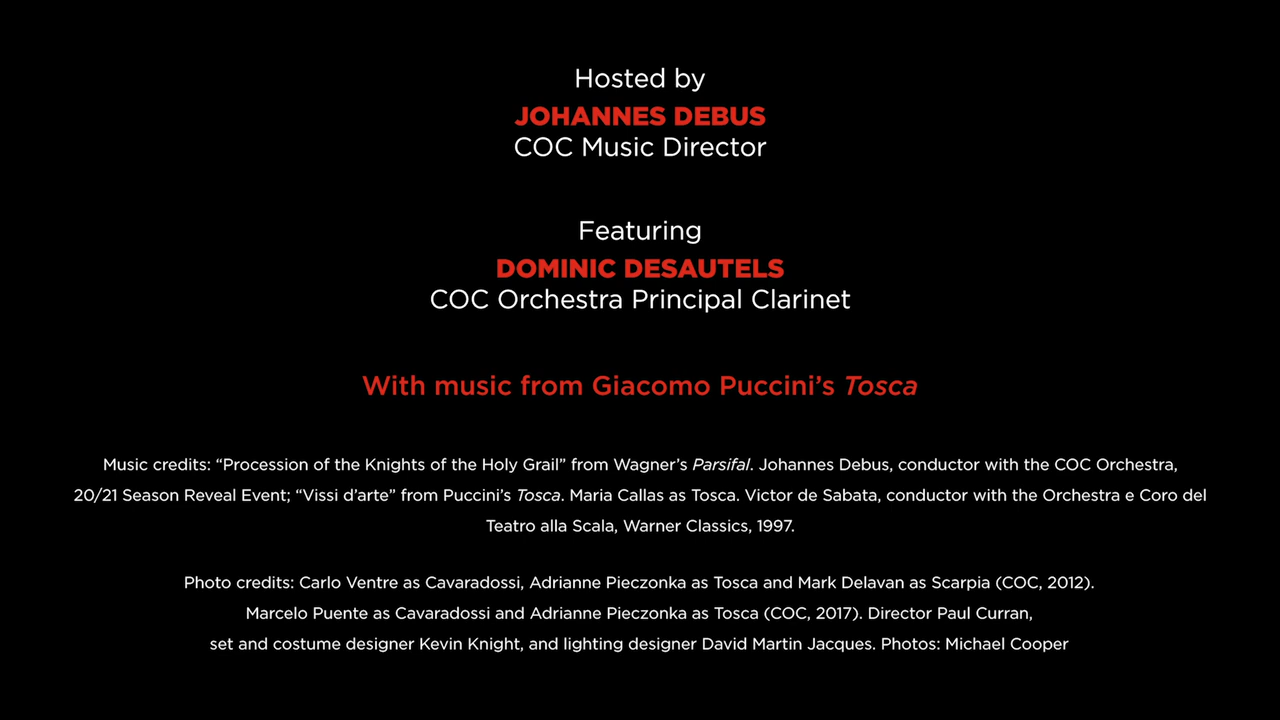 Hosted by
JOHANNES DEBUS
COC Music Director
Featuring
DOMINIC DESAUTELS
COC Orchestra Principal Clarinet
With music from Giacomo Puccini’s Tosca
Music credits: “Procession of the Knights of the Holy Grail” from Wagner’s Parsifal. Johannes Debus, conductor with the COC Orchestra,
20/21 Season Reveal Event; “Vissi d’arte” from Puccini’s Tosca. Maria Callas as Tosca. Victor de Sabata, conductor with the Orchestra e Coro del
Teatro alla Scala, Warner Classics, 1997.
Photo credits: Carlo Ventre as Cavaradossi, Adrianne Pieczonka as Tosca and Mark Delavan as Scarpia (COC, 2012).
Marcelo Puente as Cavaradossi and Adrianne Pieczonka as Tosca (COC, 2017). Director Paul Curran,
set and costume designer Kevin Knight, and lighting designer David Martin Jacques. Photos: Michael Cooper